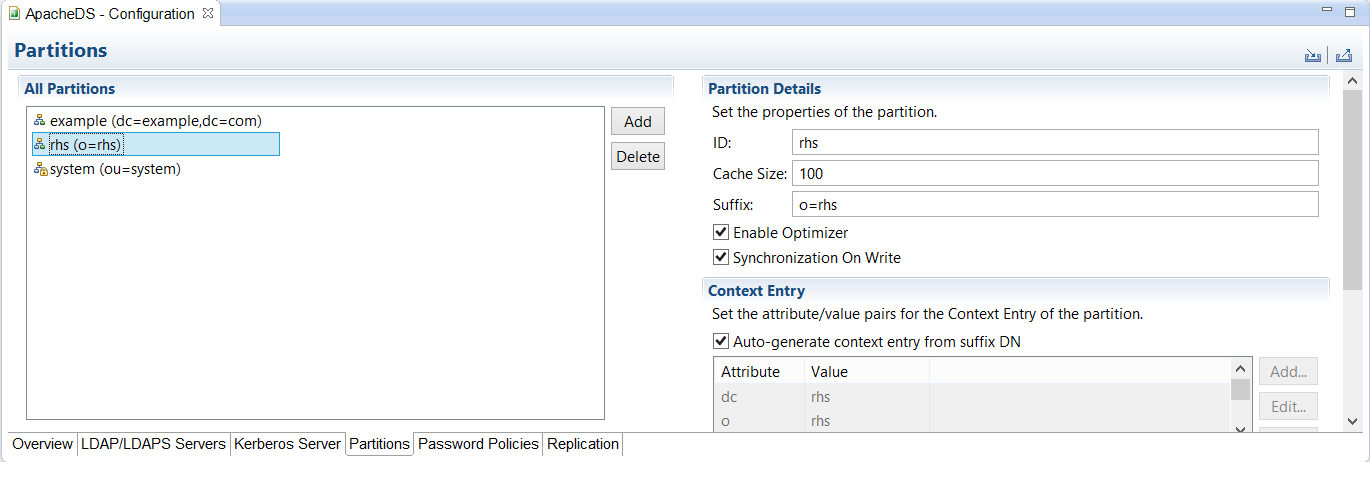 ApacheDS - Configuration
Partitions
All Partitions
example (dc=example,dc=com)
rhs (o=rhs)
system (ou=system)
Add
Delete
Partition Details
Set the properties of the partition.
ID: rhs
Cache Size: 100
Suffix: o=rhs
Enable Optimizer
Synchronization On Write
Context Entry
Set the attribute/value pairs for the Context Entry of the partition.
Auto-generate context entry from suffix DN
Attribute Value
dc rhs
o rhs
Add...
Edit...
Overview LDAP/LDAPS Servers Kerberos Server Partitions Password Policies Replication